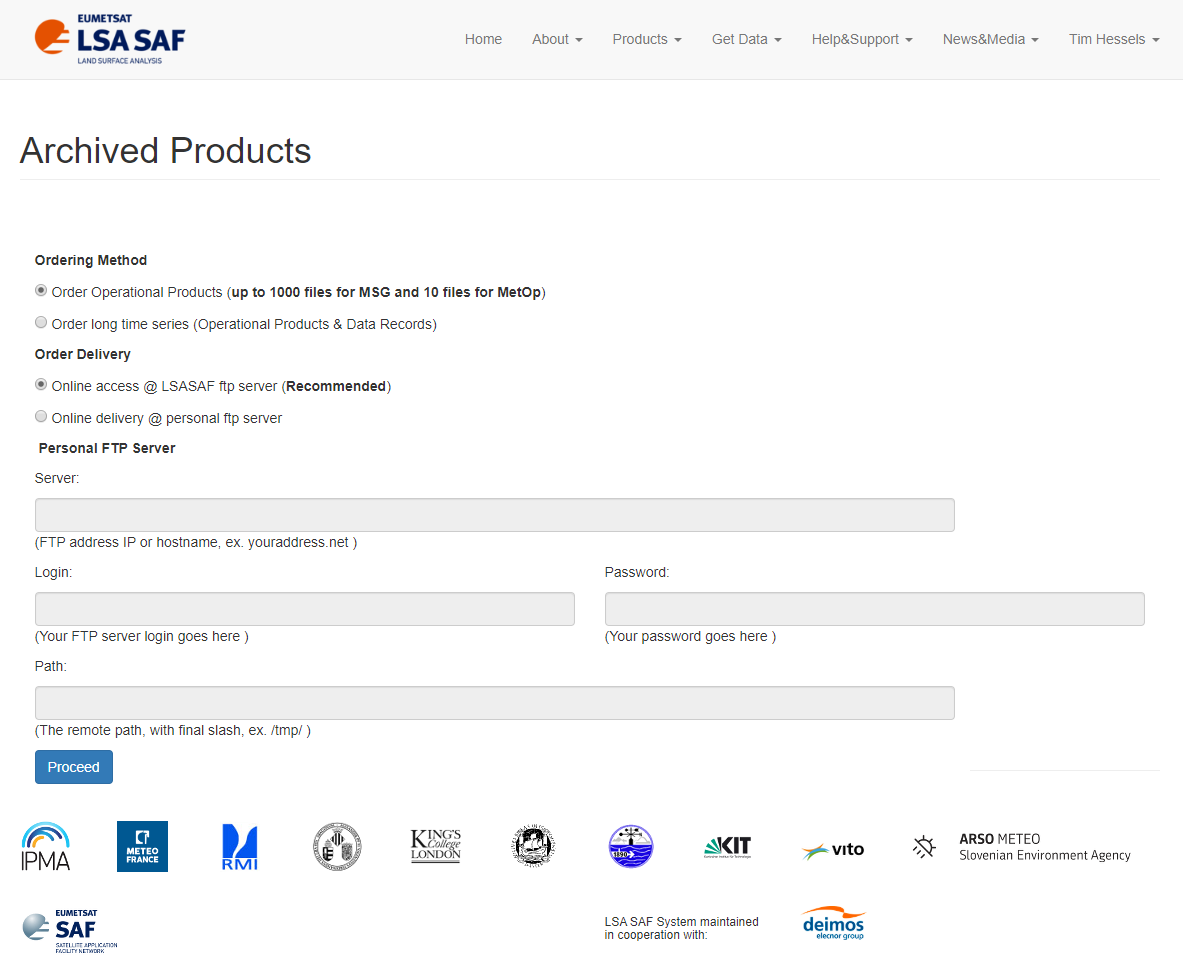 EUMETSAT
LSA SAF
LAND SURFACE ANALYSIS
Home About Products Get Data Help&Support News&Media Tim Hessels
Archived Products
Ordering Method
Order Operational Products (up to 1000 files for MSG and 10 files for MetOp)
Order long time series (Operational Products & Data Records)
Order Delivery
Online access @ LSASAF ftp server (Recommended)
Online delivery @ personal ftp server
Personal FTP Server
Server:
(FTP address IP or hostname, ex. youraddress.net )
Login: Password:
(Your FTP server login goes here ) (Your password goes here )
Path:
(The remote path, with final slash, ex. /tmp/ )
Proceed
IPMA
METEO
FRANCE
RMI
KING'S
College
LONDON
KIT
vito
ARSO METEO
Slovenian Environment Agency
EUMETSAT
SAF
SATELLITE APPLICATION
FACILITY NETWORK
LSA SAF System maintained
in cooperation with:
deimos
elecnor group